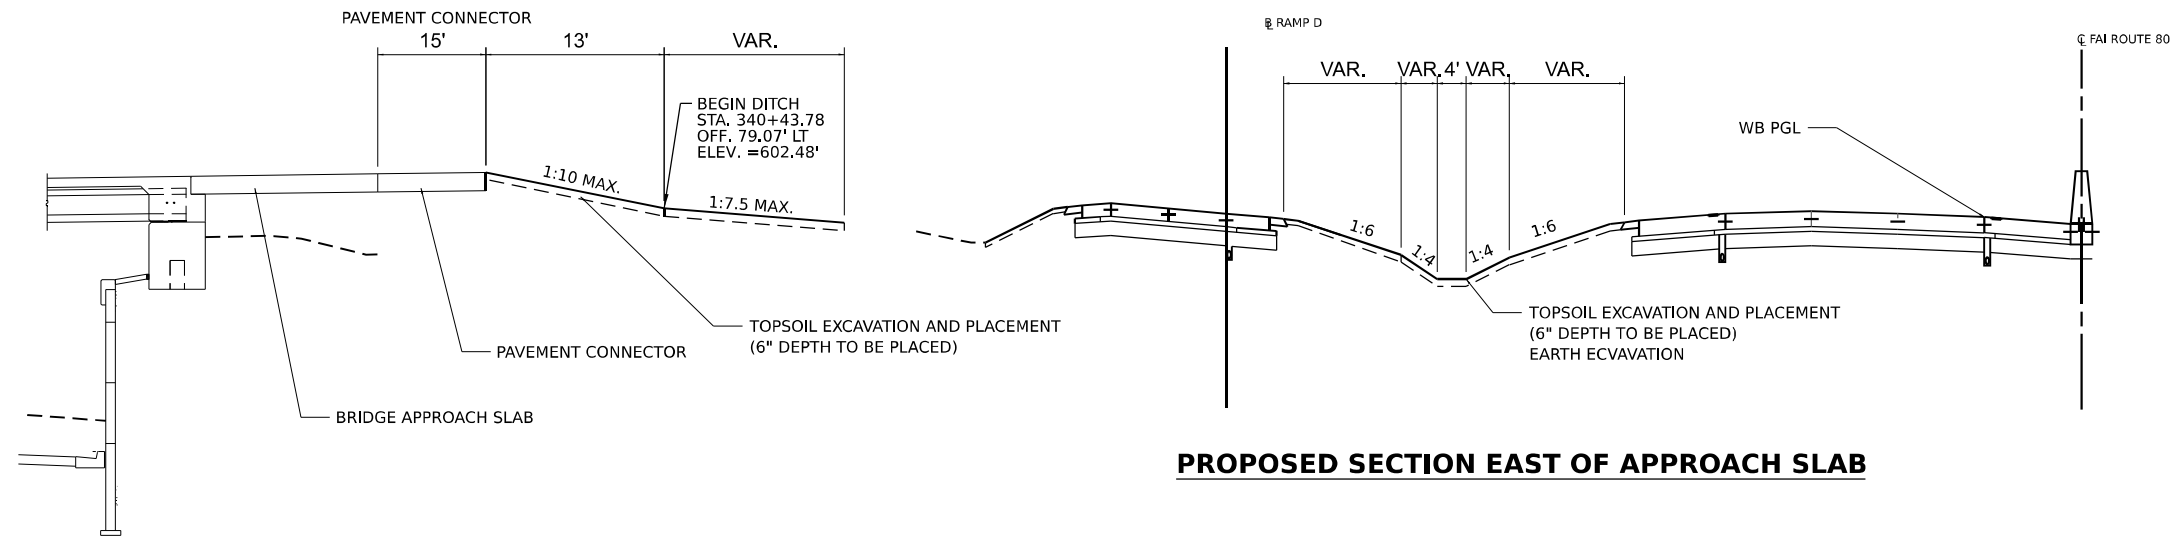 PAVEMENT CONNECTOR
15'
13'
VAR.
BEGIN DITCH
STA. 340+43.78
OFF. 79.07' LT
ELEV. =602.48'
1:10 MAX.
1:7.5 MAX.
TOPSOIL EXCAVATION AND PLACEMENT
(6" DEPTH TO BE PLACED)
PAVEMENT CONNECTOR
BRIDGE APPROACH SLAB
℄ RAMP D
℄ FAI ROUTE 80
VAR.
VAR.
4'
VAR.
VAR.
WB PGL
1:6
1:4
1:4
1:6
TOPSOIL EXCAVATION AND PLACEMENT
(6" DEPTH TO BE PLACED)
EARTH ECVAVATION
PROPOSED SECTION EAST OF APPROACH SLAB